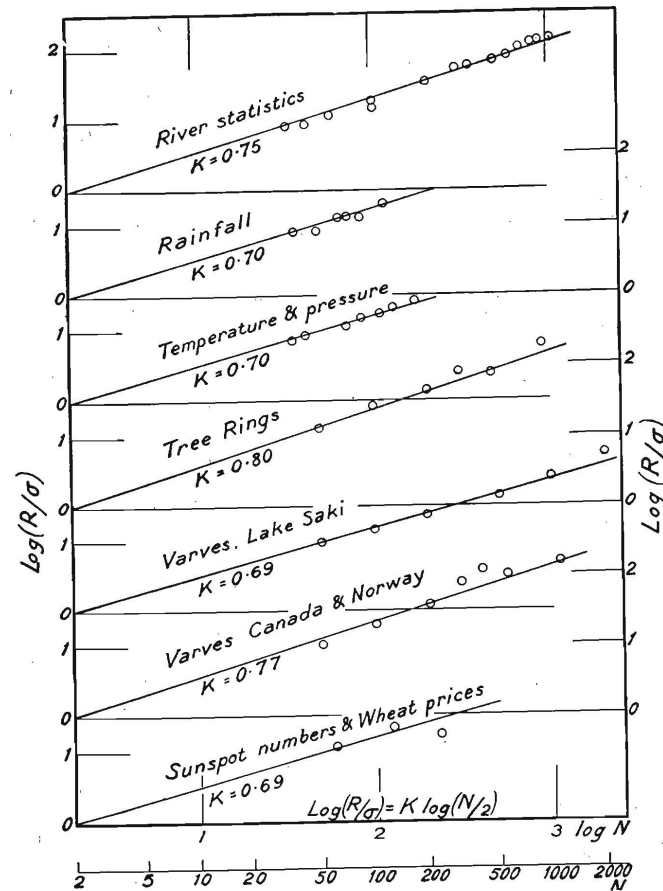 2
1
0
River statistics
K = 0.75
2
1
0
1
0
Rainfall
K = 0.70
1
0
Temperature & pressure
K = 0.70
2
1
0
1
0
Tree Rings
K = 0.80
1
0
Varves, Lake Saki
K = 0.69
2
1
0
1
0
Varves Canada & Norway
K = 0.77
1
0
Sunspot numbers & Wheat prices
K = 0.69
Log(R/σ)
Log(R/σ)
Log(R/σ) = K log(N/2)
1 2 3 log N
2 5 10 20 50 100 200 500 1000 2000
N